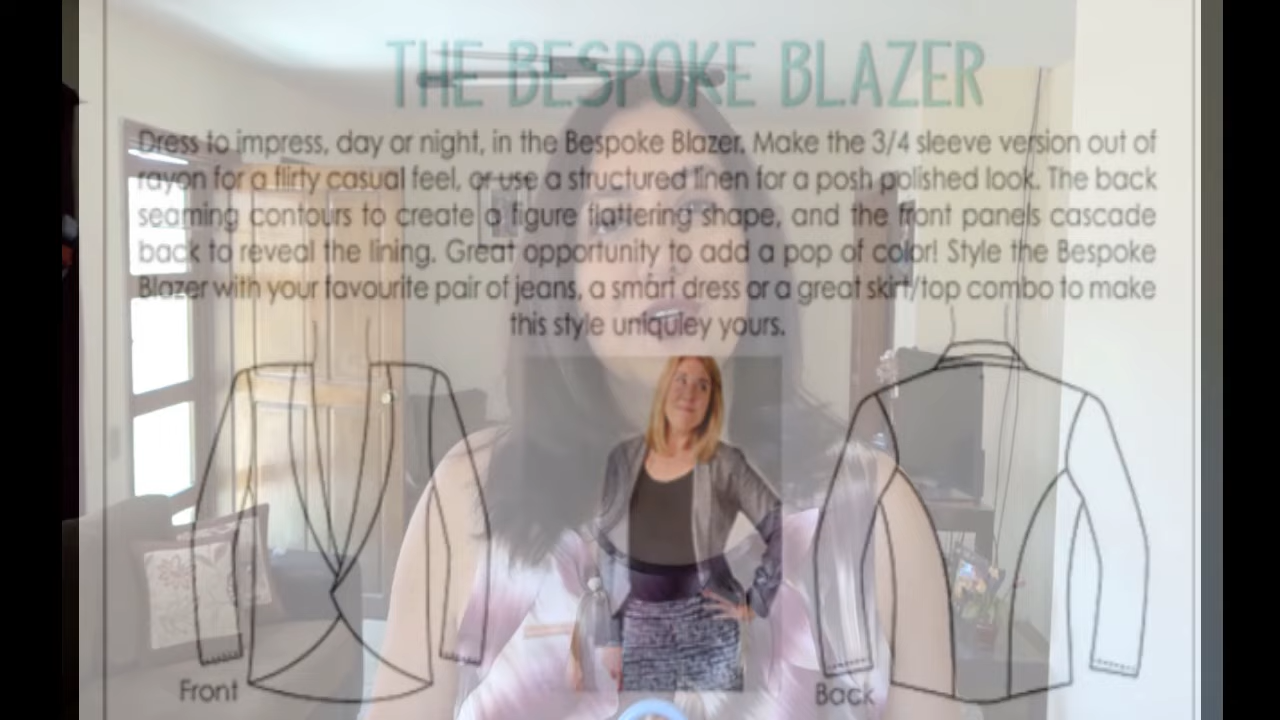 THE BESPOKE BLAZER
Dress to impress, day or night, in the Bespoke Blazer. Make the 3/4 sleeve version out of
rayon for a flirty casual feel, or use a structured linen for a posh polished look. The back
seaming contours to create a figure flattering shape, and the front panels cascade
back to reveal the lining. Great opportunity to add a pop of color! Style the Bespoke
Blazer with your favourite pair of jeans, a smart dress or a great skirt/top combo to make
this style uniquley yours.
Front
Back